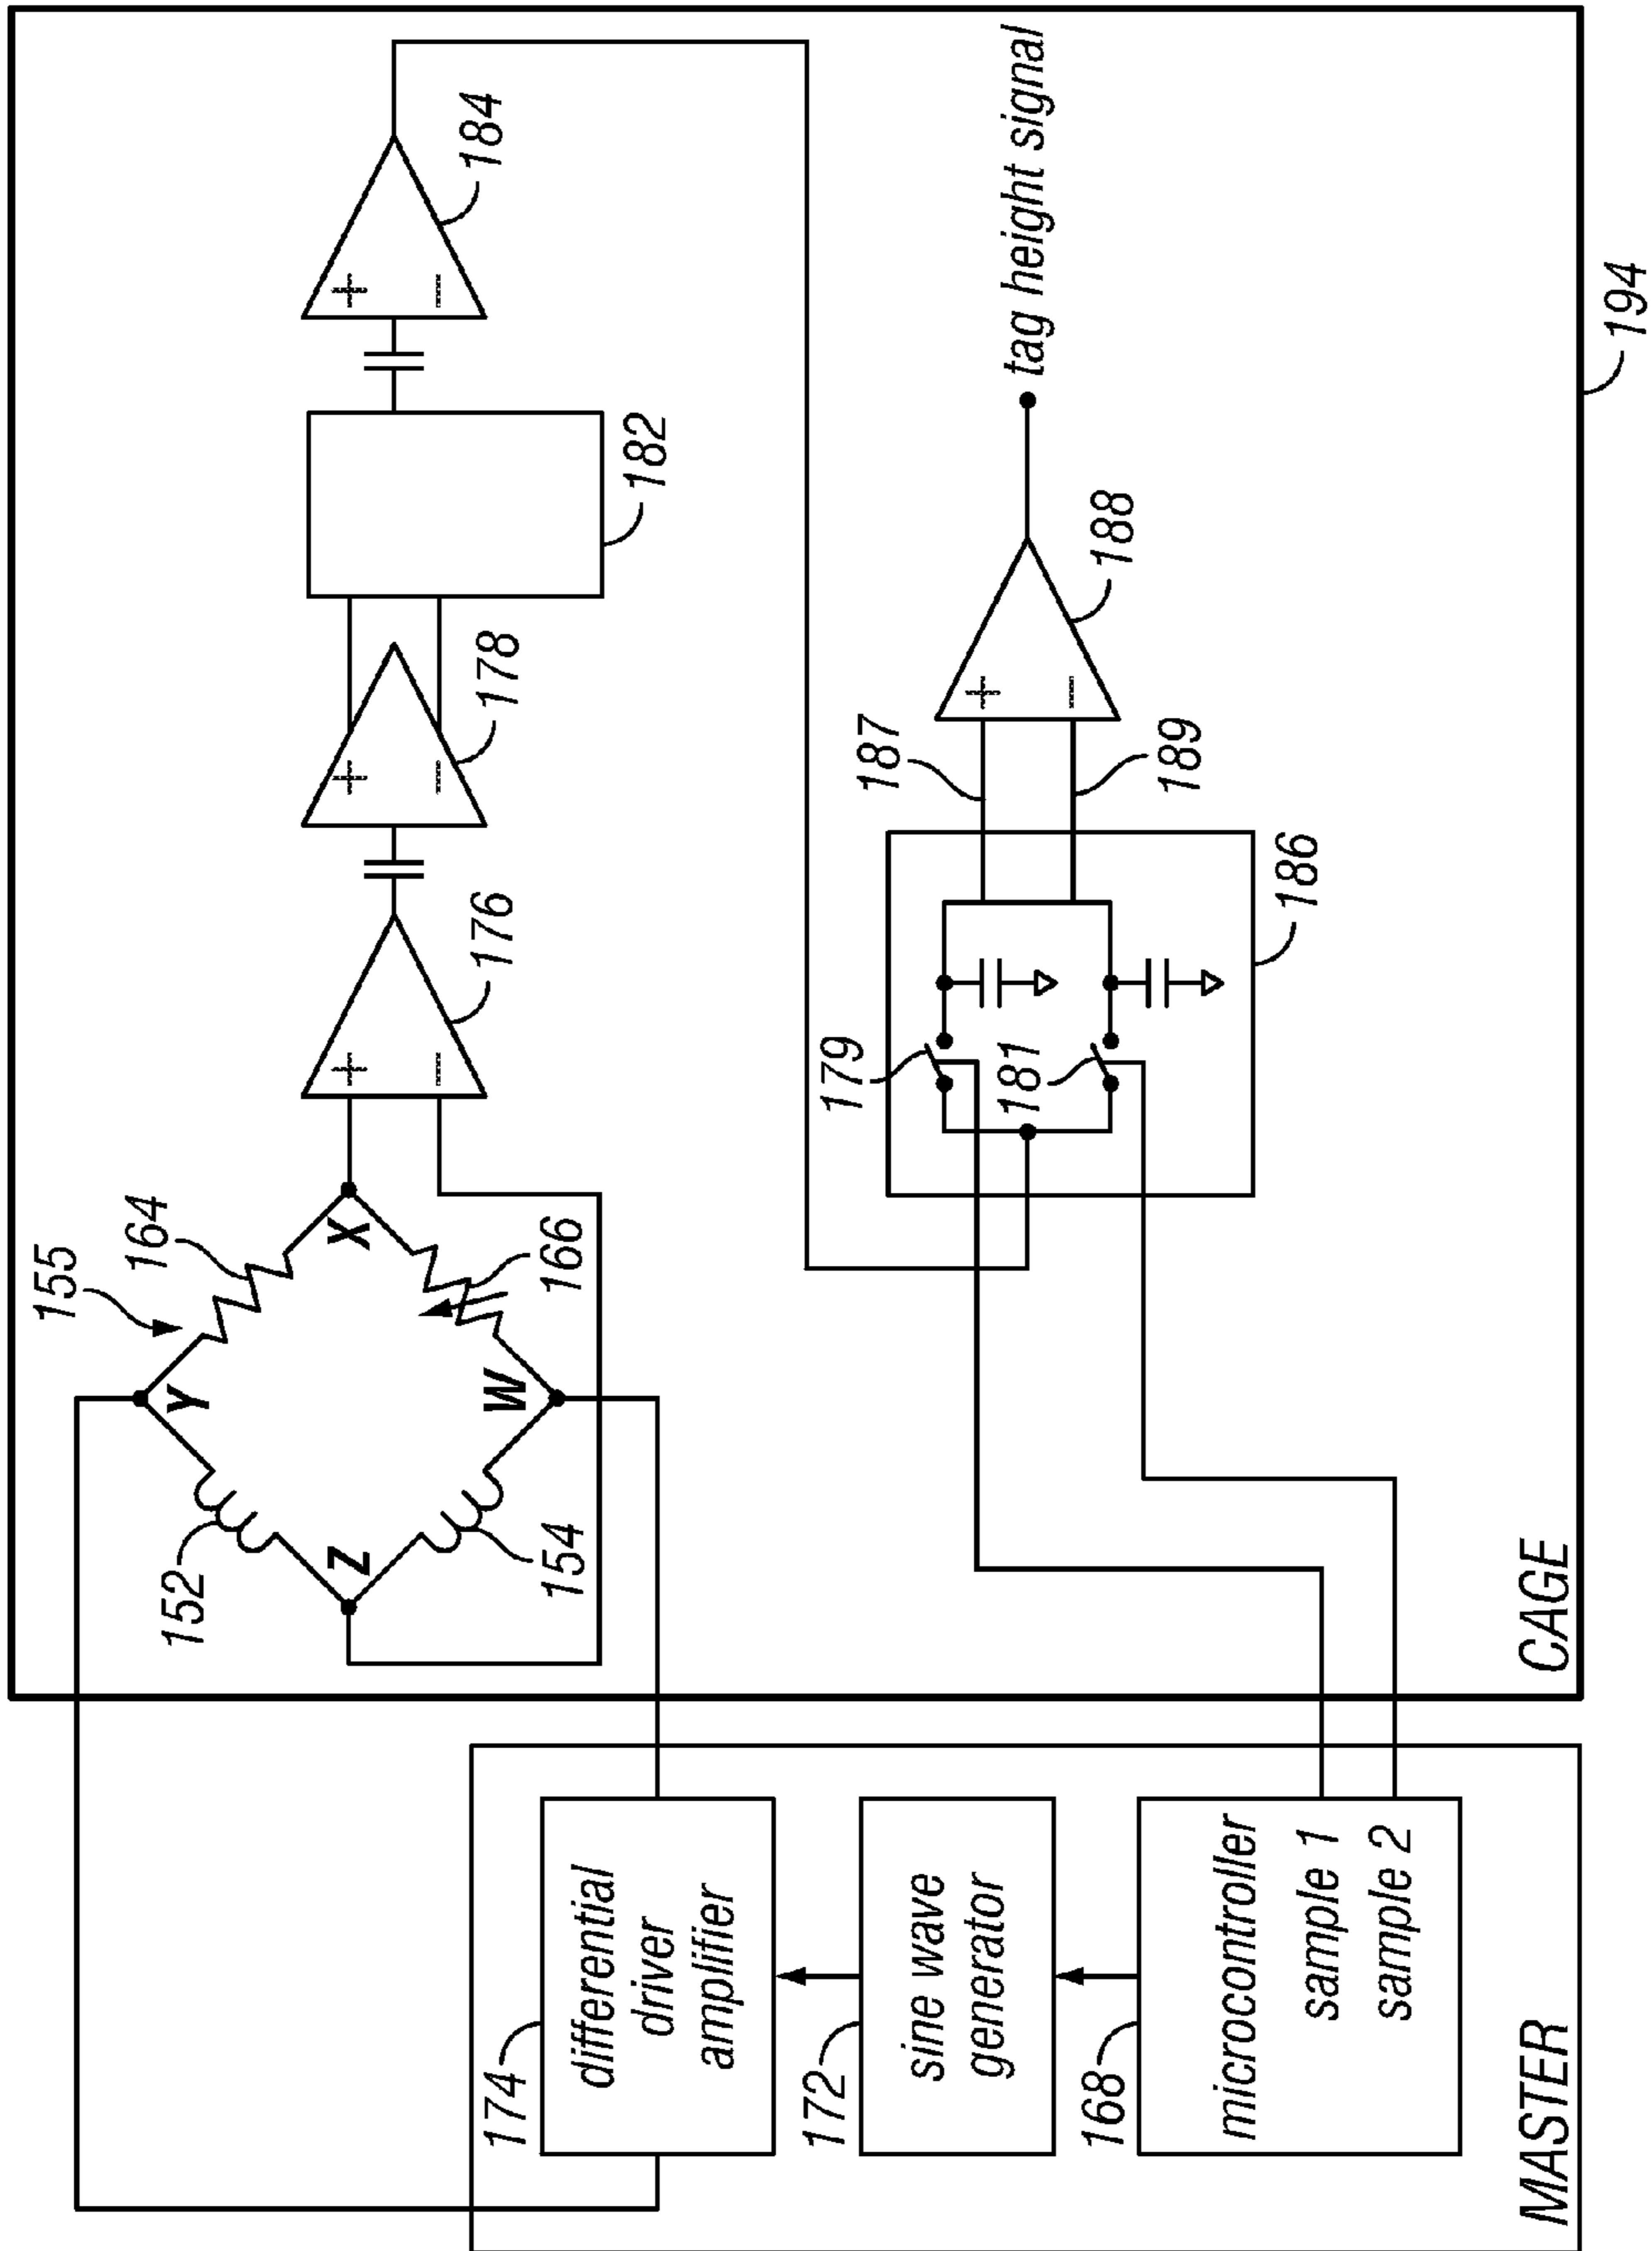 155
164
152
Y
X
Z
W
166
154
+
-
176
+
-
178
182
+
-
184
174
differential
driver
amplifier
172
sine wave
generator
168
microcontroller
sample 1
sample 2
MASTER
179
181
186
187
189
+
-
188
tag height signal
CAGE
194